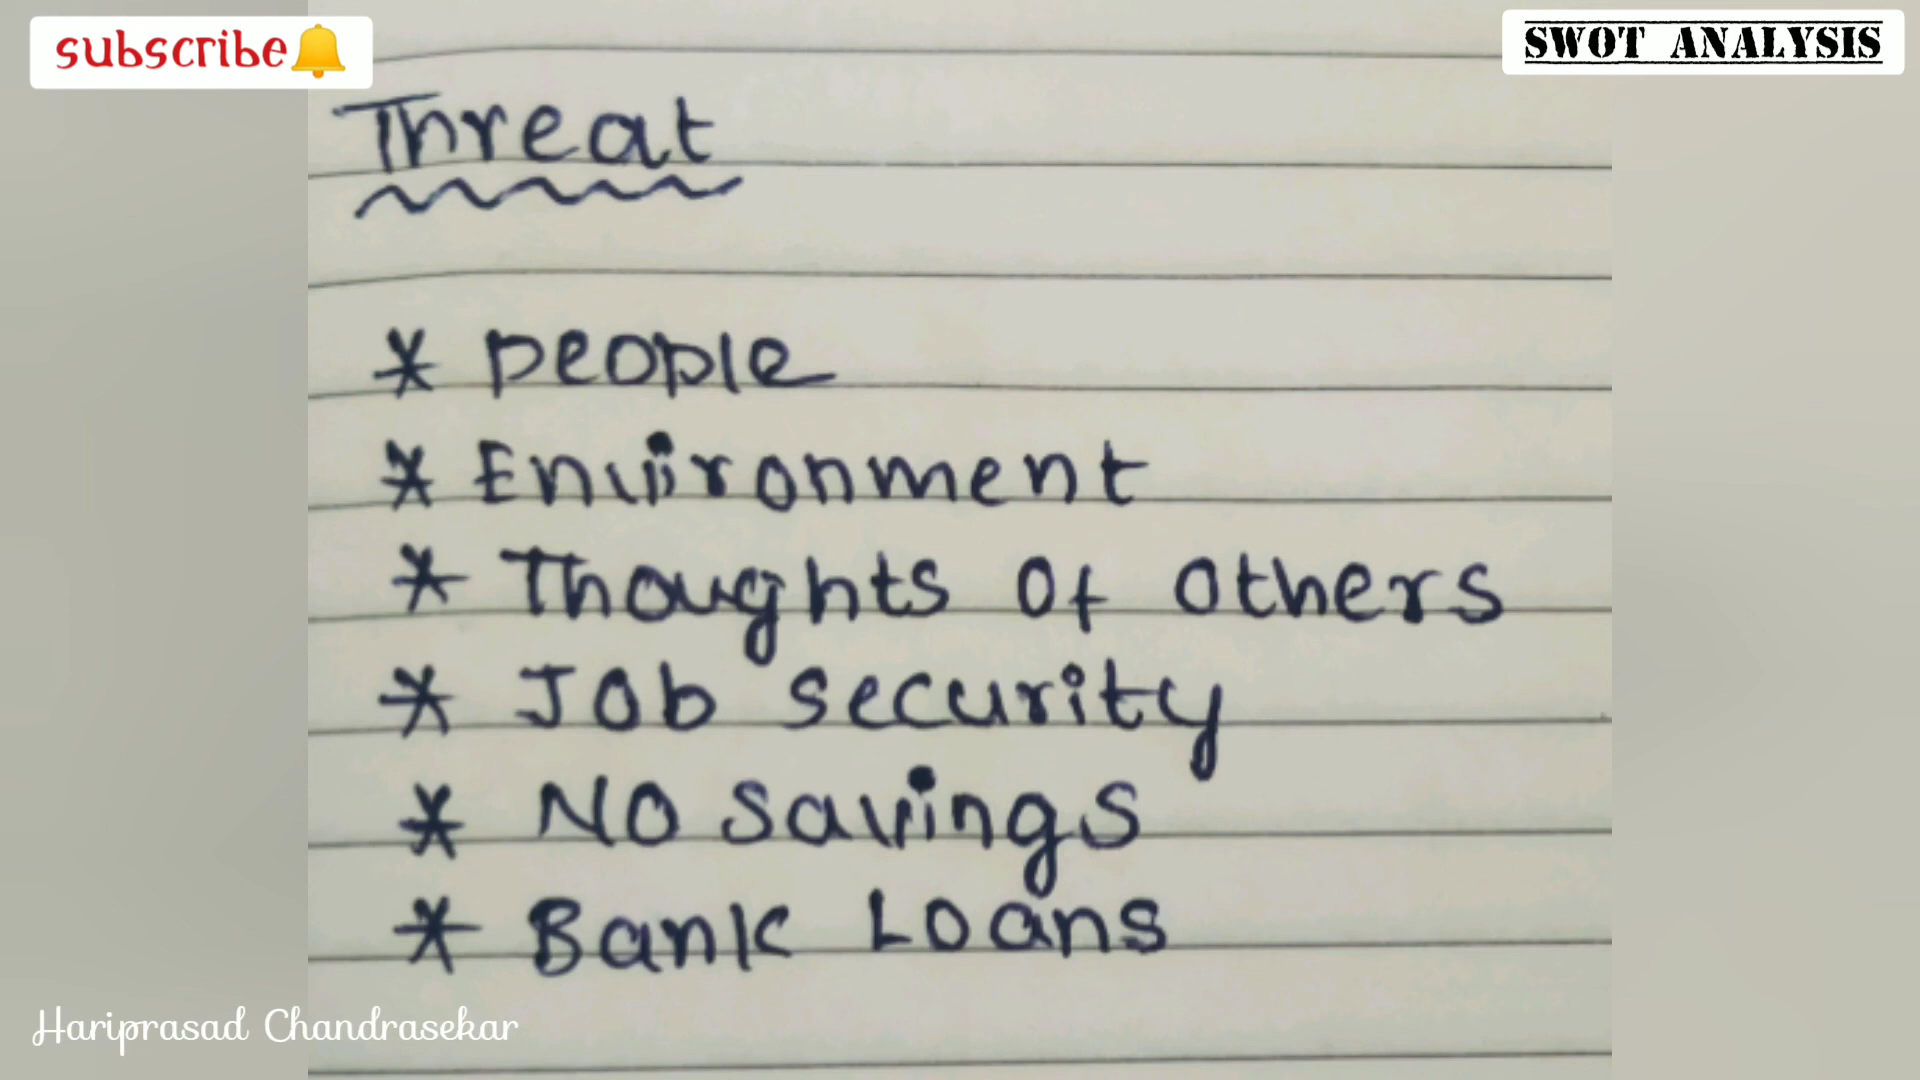 subscribe🔔
SWOT ANALYSIS
Threat
* people
* Environment
* Thoughts of others
* Job security
* No savings
* Bank Loans
Hariprasad Chandrasekar